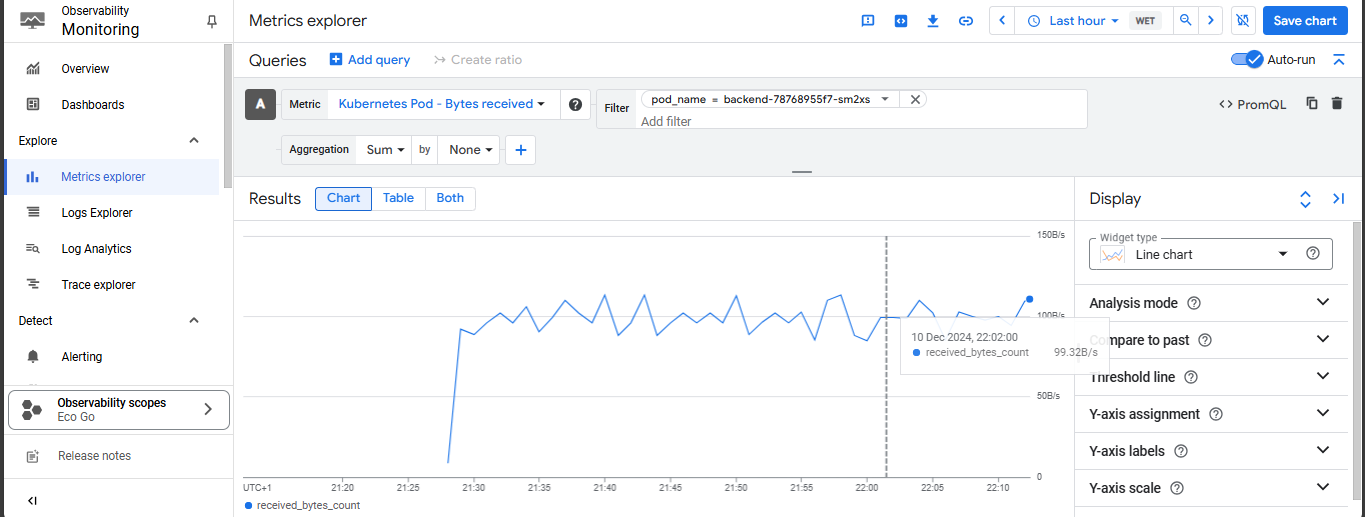 Observability
Monitoring
Metrics explorer
Last hour
WET
Save chart
Overview
Dashboards
Explore
Metrics explorer
Logs Explorer
Log Analytics
Trace explorer
Detect
Alerting
Observability scopes
Eco Go
Release notes
Queries
Add query
Create ratio
Auto-run
A
Metric
Kubernetes Pod - Bytes received
Filter
pod_name = backend-78768955f7-sm2xs
Add filter
<> PromQL
Aggregation
Sum
by
None
Results
Chart
Table
Both
150B/s
100B/s
50B/s
0
10 Dec 2024, 22:02:00
received_bytes_count 99.32B/s
UTC+1 21:20 21:25 21:30 21:35 21:40 21:45 21:50 21:55 22:00 22:05 22:10
received_bytes_count
Display
Widget type
Line chart
Analysis mode
Compare to past
Threshold line
Y-axis assignment
Y-axis labels
Y-axis scale